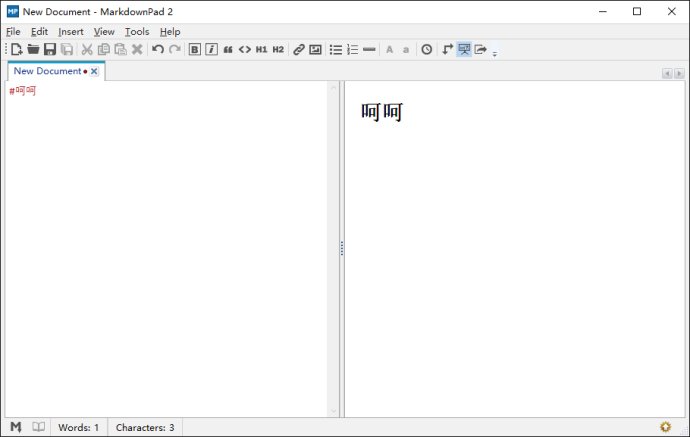 MP New Document - MarkdownPad 2
File Edit Insert View Tools Help
B i H1 H2 A a
New Document
#呵呵
呵呵
M Words: 1 Characters: 3